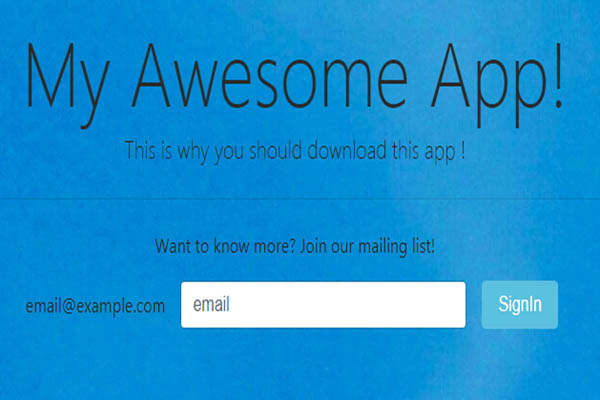 My Awesome App!
This is why you should download this app !
Want to know more? Join our mailing list!
email@example.com email SignIn